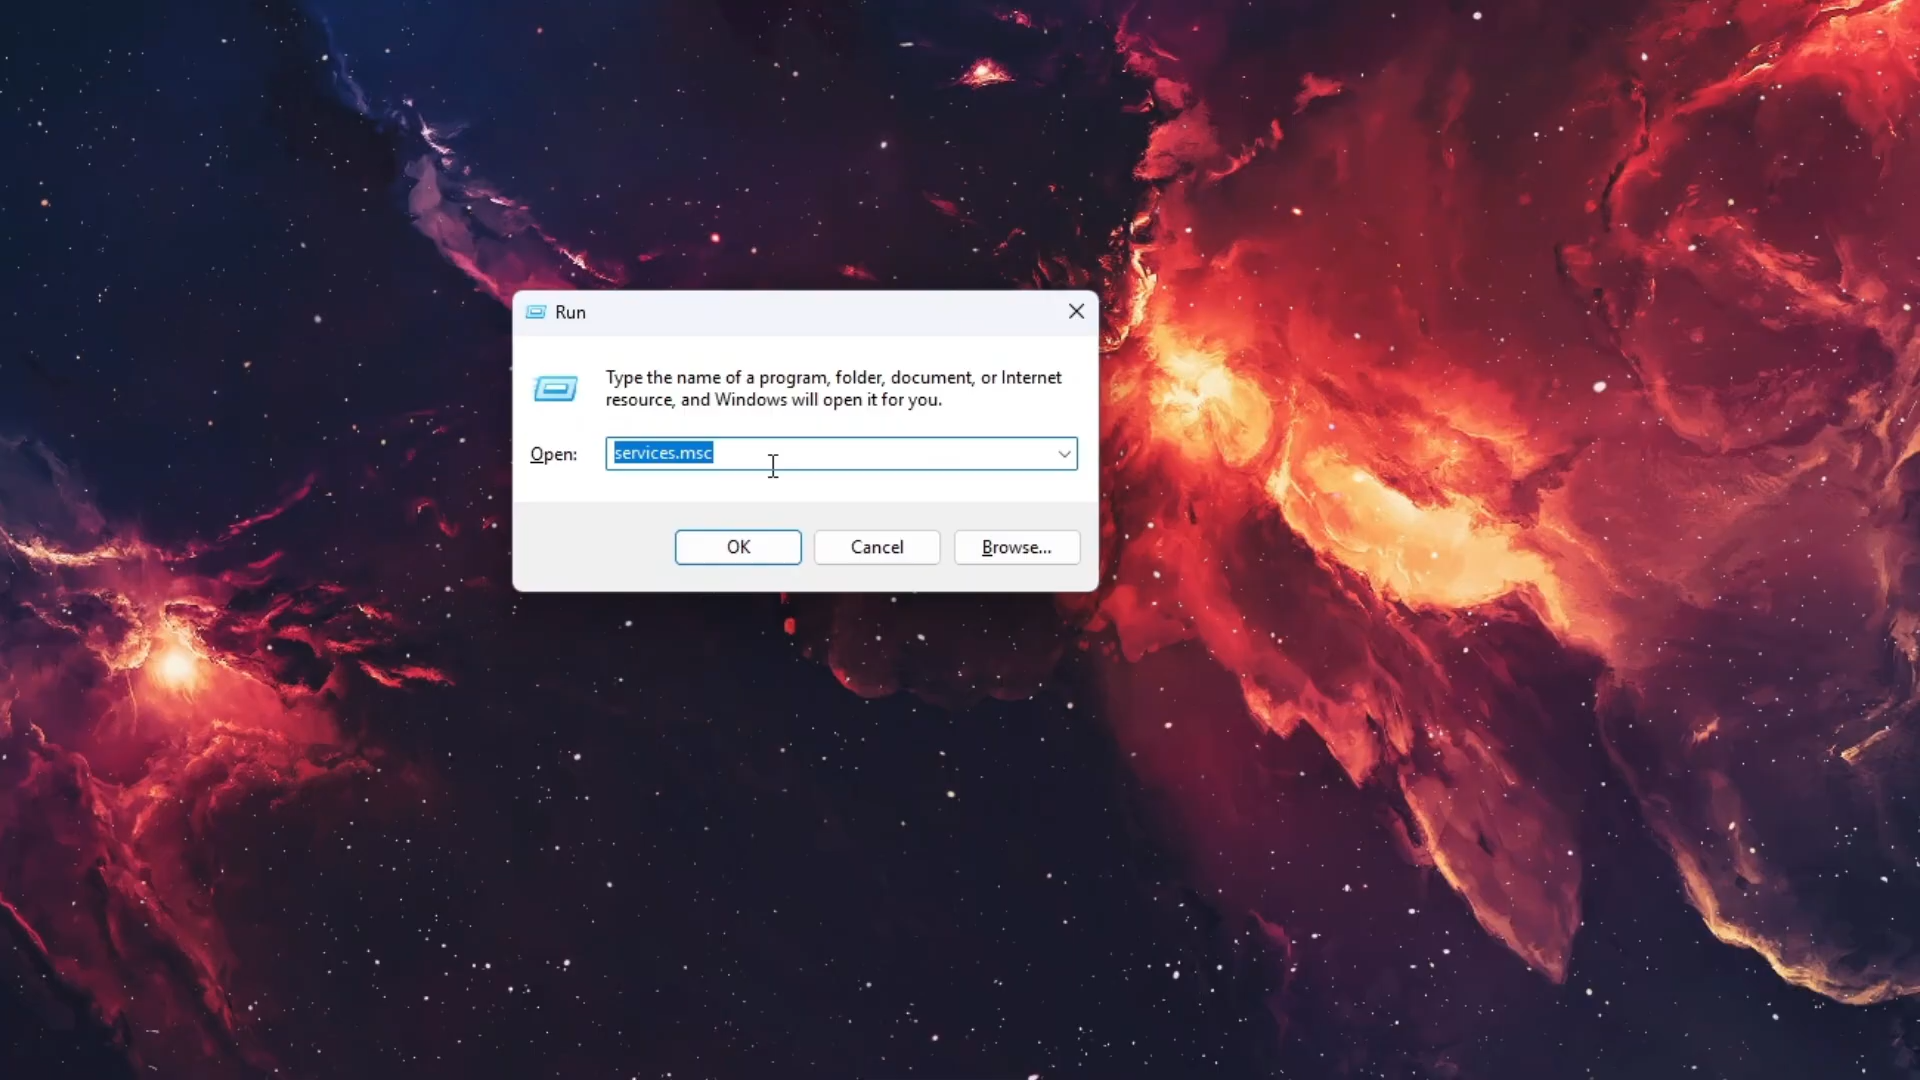 Run
Type the name of a program, folder, document, or Internet
resource, and Windows will open it for you.
Open: services.msc
OK Cancel Browse...